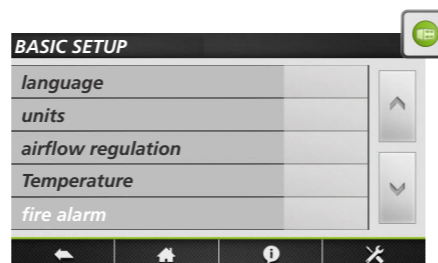 BASIC SETUP
language
units
airflow regulation
Temperature
fire alarm